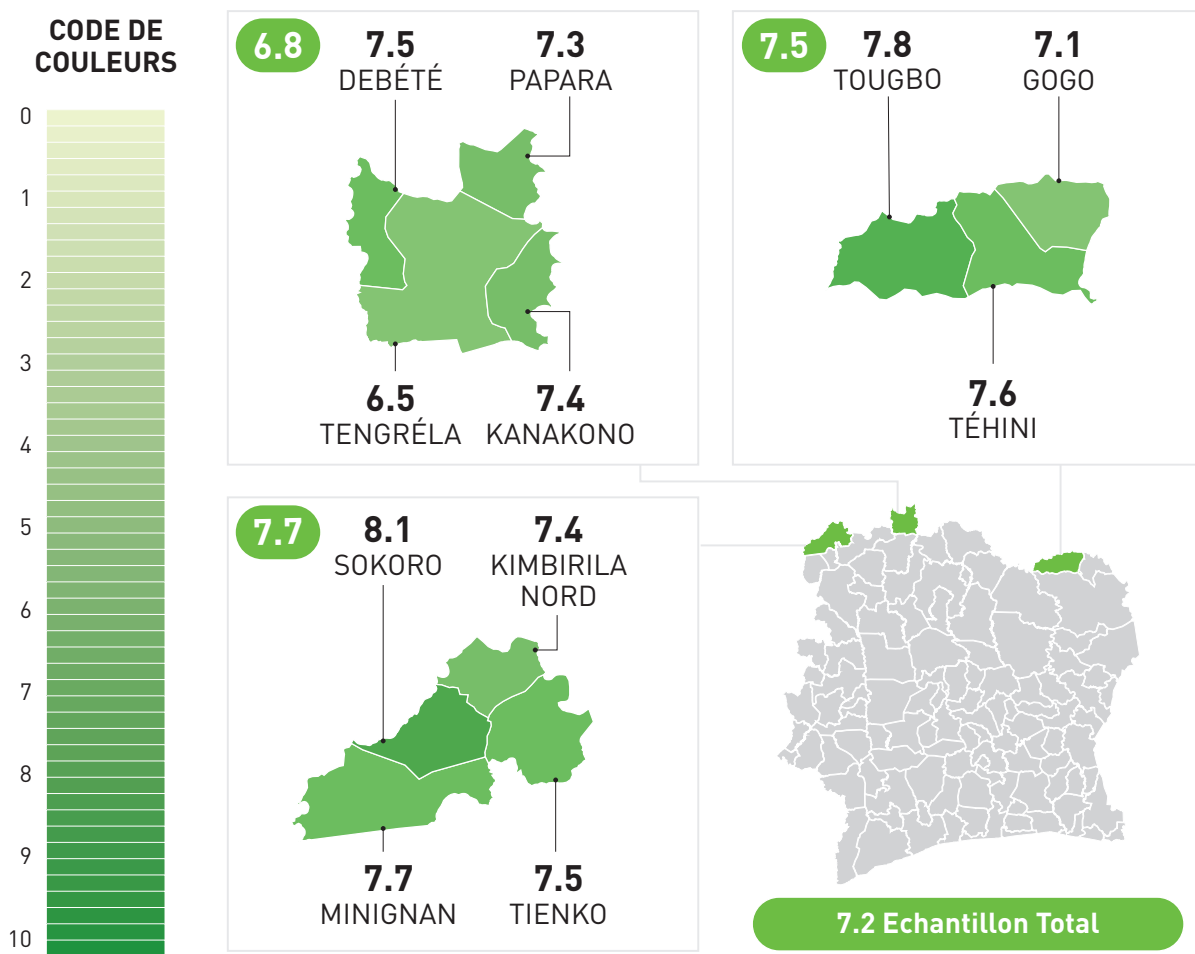 CODE DE
COULEURS
0
1
2
3
4
5
6
7
8
9
10
6.8
7.5
DEBÉTÉ
7.3
PAPARA
6.5
TENGRÉLA
7.4
KANAKONO
7.5
7.8
TOUGBO
7.1
GOGO
7.6
TÉHINI
7.7
8.1
SOKORO
7.4
KIMBIRILA
NORD
7.7
MINIGNAN
7.5
TIENKO
7.2 Echantillon Total